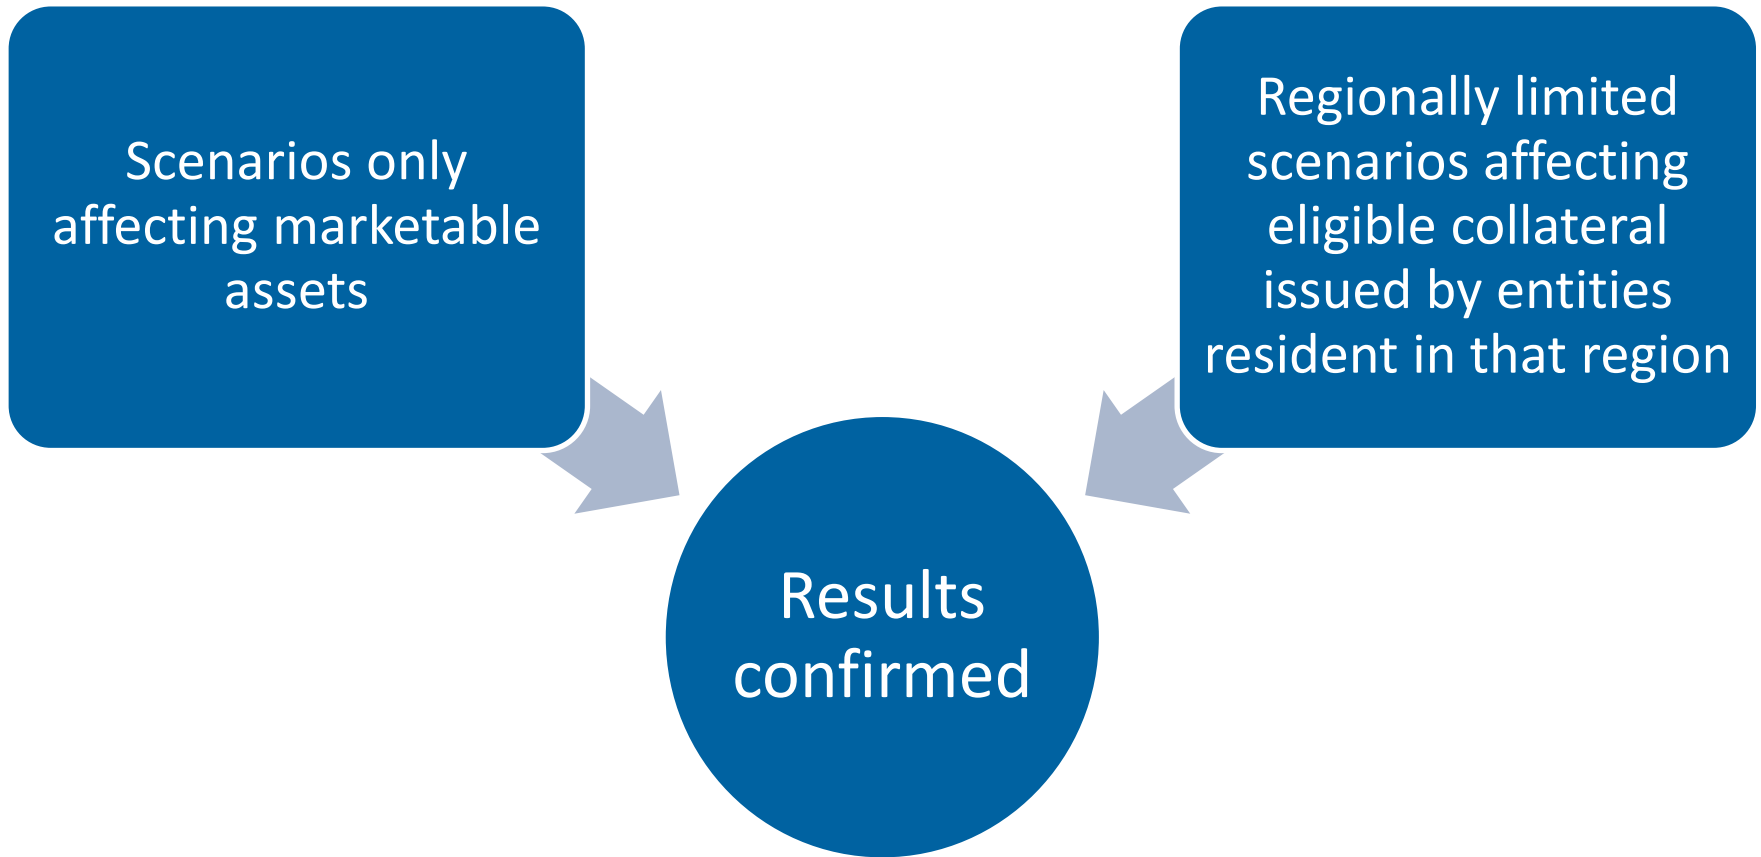 Scenarios only
affecting marketable
assets
Regionally limited
scenarios affecting
eligible collateral
issued by entities
resident in that region
Results
confirmed